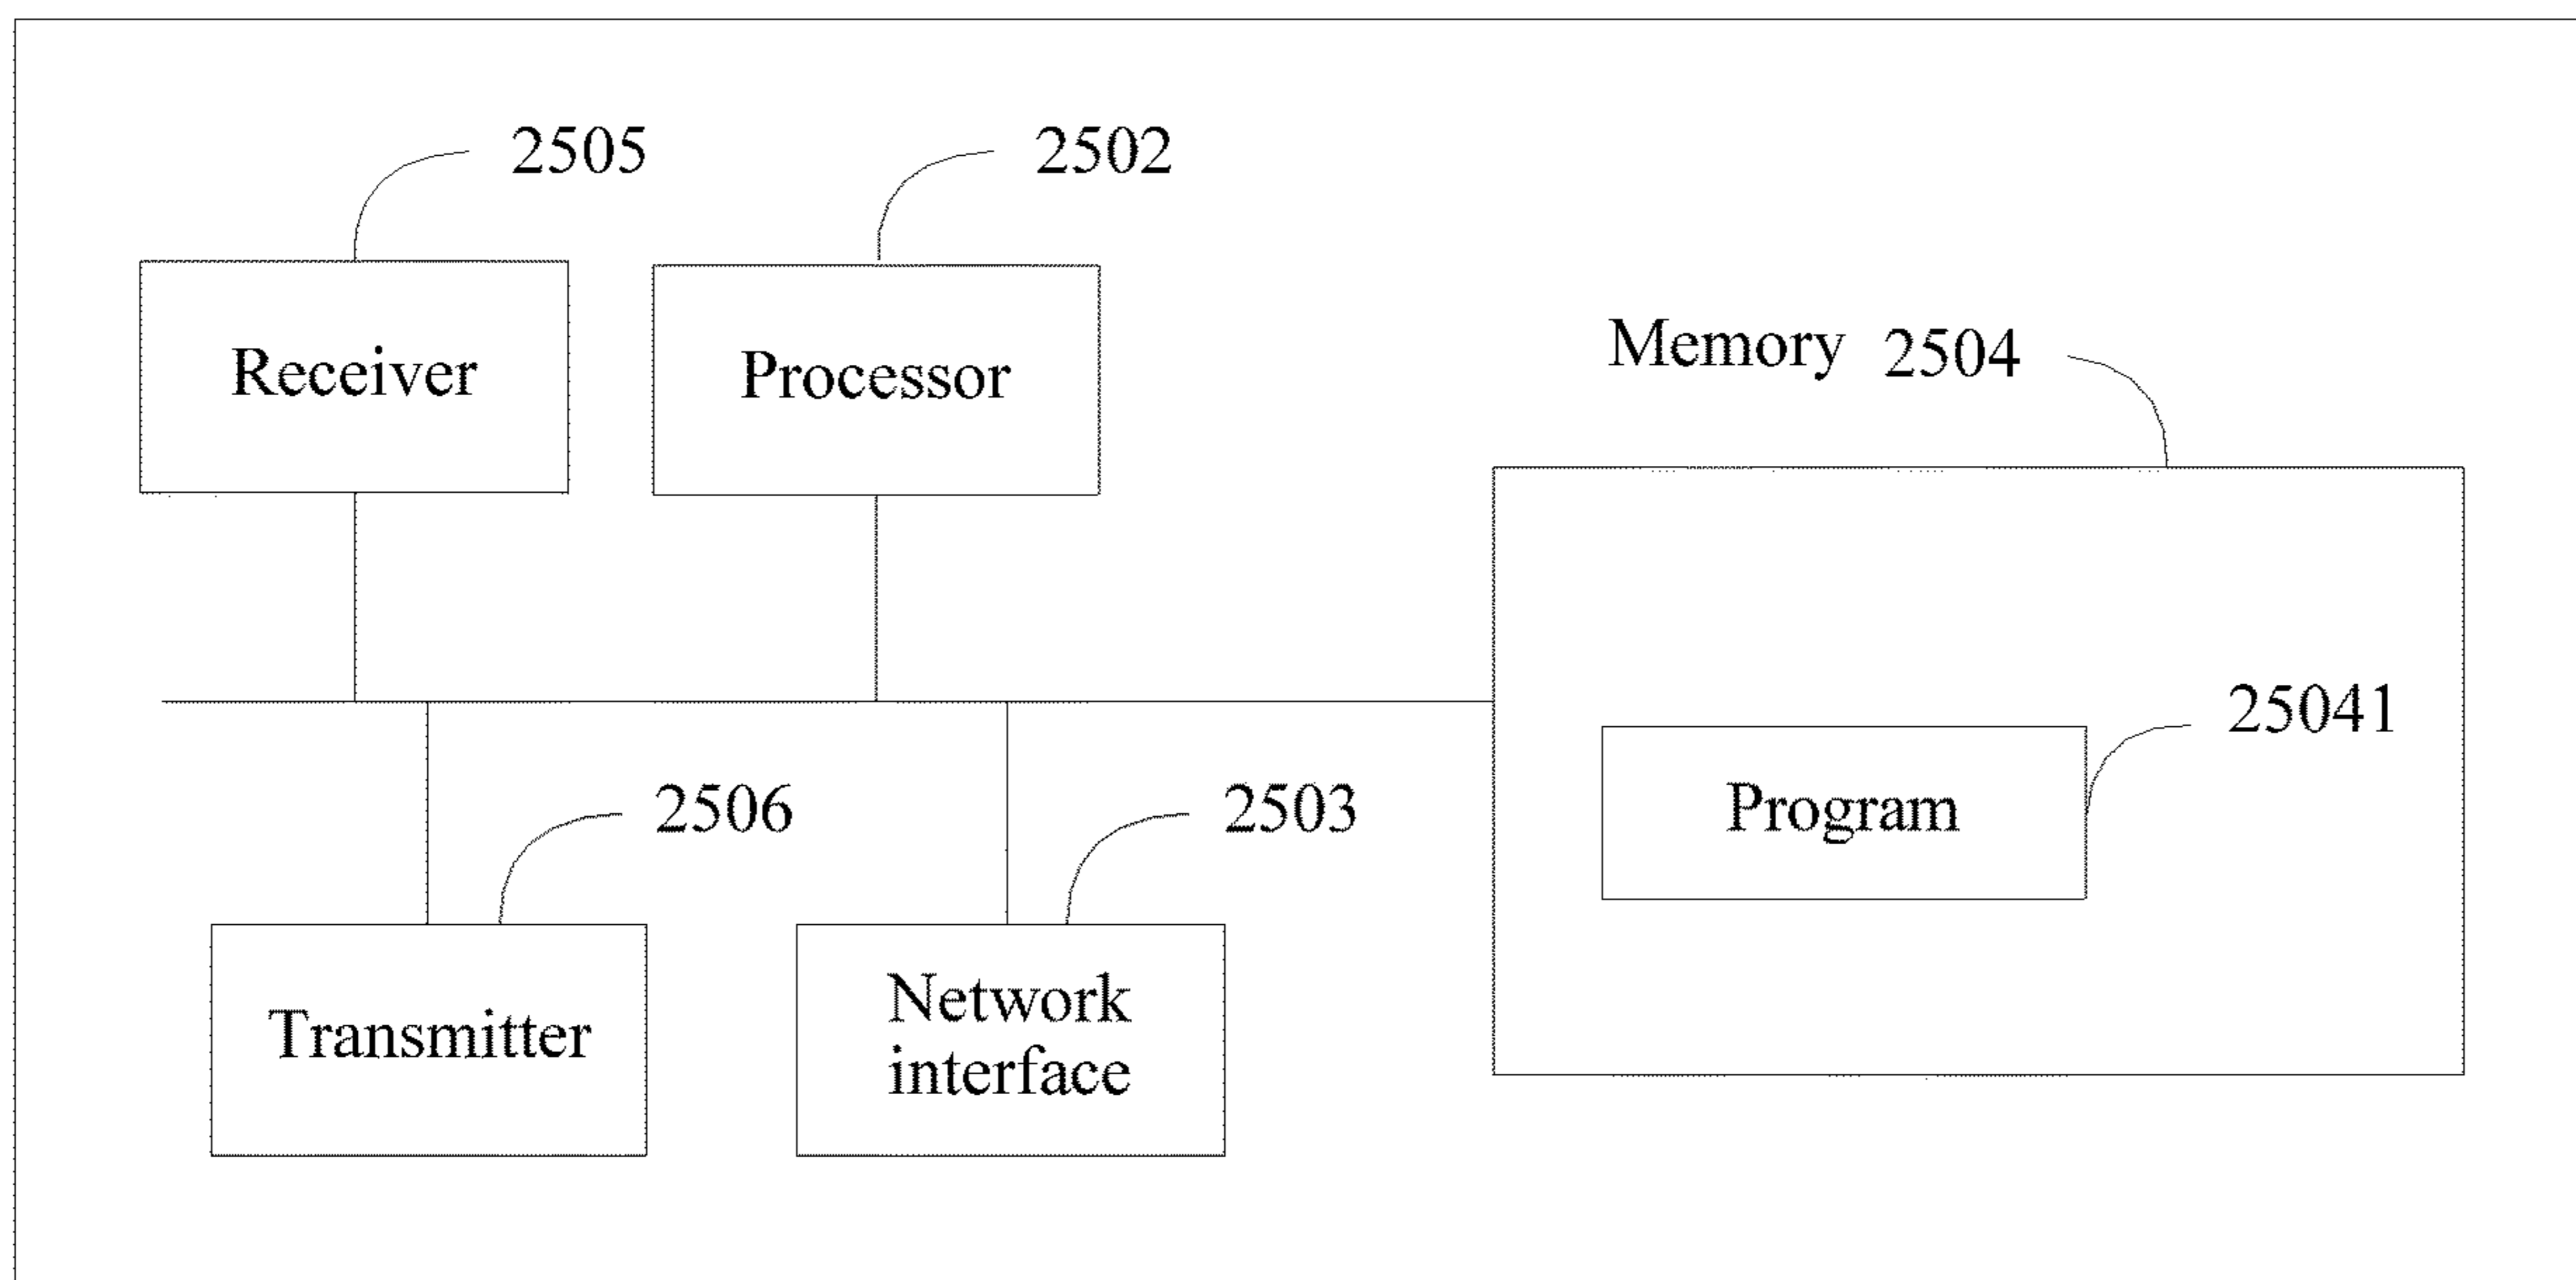 2505
2502
Receiver
Processor
Memory 2504
25041
Program
2506
2503
Transmitter
Network
interface